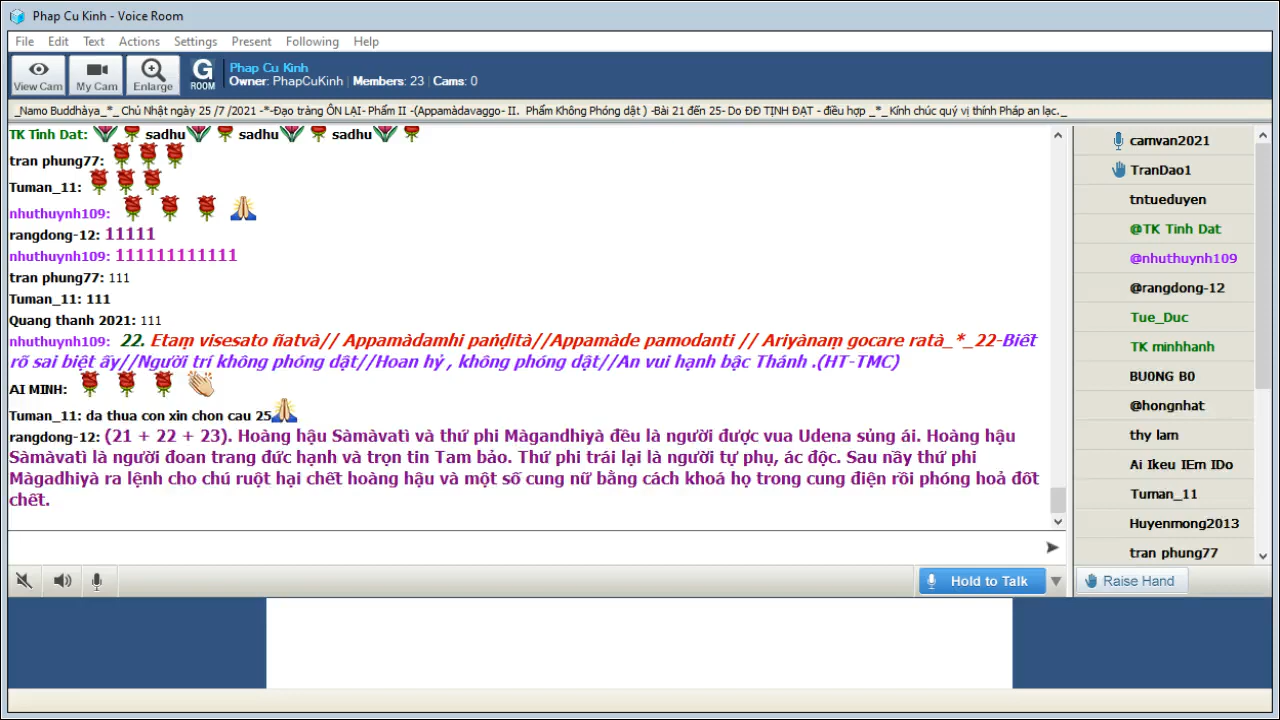 Phap Cu Kinh - Voice Room
File Edit Text Actions Settings Present Following Help
View Cam My Cam Enlarge G ROOM
Phap Cu Kinh
Owner: PhapCuKinh | Members: 23 | Cams: 0
_Namo Buddhàya_*_ Chủ Nhật ngày 25 /7 /2021 -*-Đạo tràng ÔN LẠI- Phẩm II -(Appamàdavaggo- II. Phẩm Không Phóng dật ) -Bài 21 đến 25- Do ĐĐ TỊNH ĐẠT - điều hợp _*_Kính chúc quý vị thính Pháp an lạc._
TK Tinh Dat: sadhu sadhu sadhu
tran phung77:
Tuman_11:
nhuthuynh109:
rangdong-12: 11111
nhuthuynh109: 111111111111
tran phung77: 111
Tuman_11: 111
Quang thanh 2021: 111
nhuthuynh109: 22. Etaṃ visesato ñatvà// Appamàdamhi paṇḍità//Appamàde pamodanti // Ariyànaṃ gocare ratà_*_22-Biết
rõ sai biệt ấy//Người trí không phóng dật//Hoan hỷ , không phóng dật//An vui hạnh bậc Thánh .(HT-TMC)
AI MINH:
Tuman_11: da thua con xin chon cau 25
rangdong-12: (21 + 22 + 23). Hoàng hậu Sàmàvatì và thứ phi Màgandhiyà đều là người được vua Udena sủng ái. Hoàng hậu
Sàmàvatì là người đoan trang đức hạnh và trọn tin Tam bảo. Thứ phi trái lại là người tự phụ, ác độc. Sau nầy thứ phi
Màgadhiyà ra lệnh cho chú ruột hại chết hoàng hậu và một số cung nữ bằng cách khoá họ trong cung điện rồi phóng hoả đốt
chết.
camvan2021
TranDao1
tntueduyen
@TK Tinh Dat
@nhuthuynh109
@rangdong-12
Tue_Duc
TK minhhanh
BU0NG B0
@hongnhat
thy lam
Ai Ikeu IEm IDo
Tuman_11
Huyenmong2013
tran phung77
Hold to Talk
Raise Hand